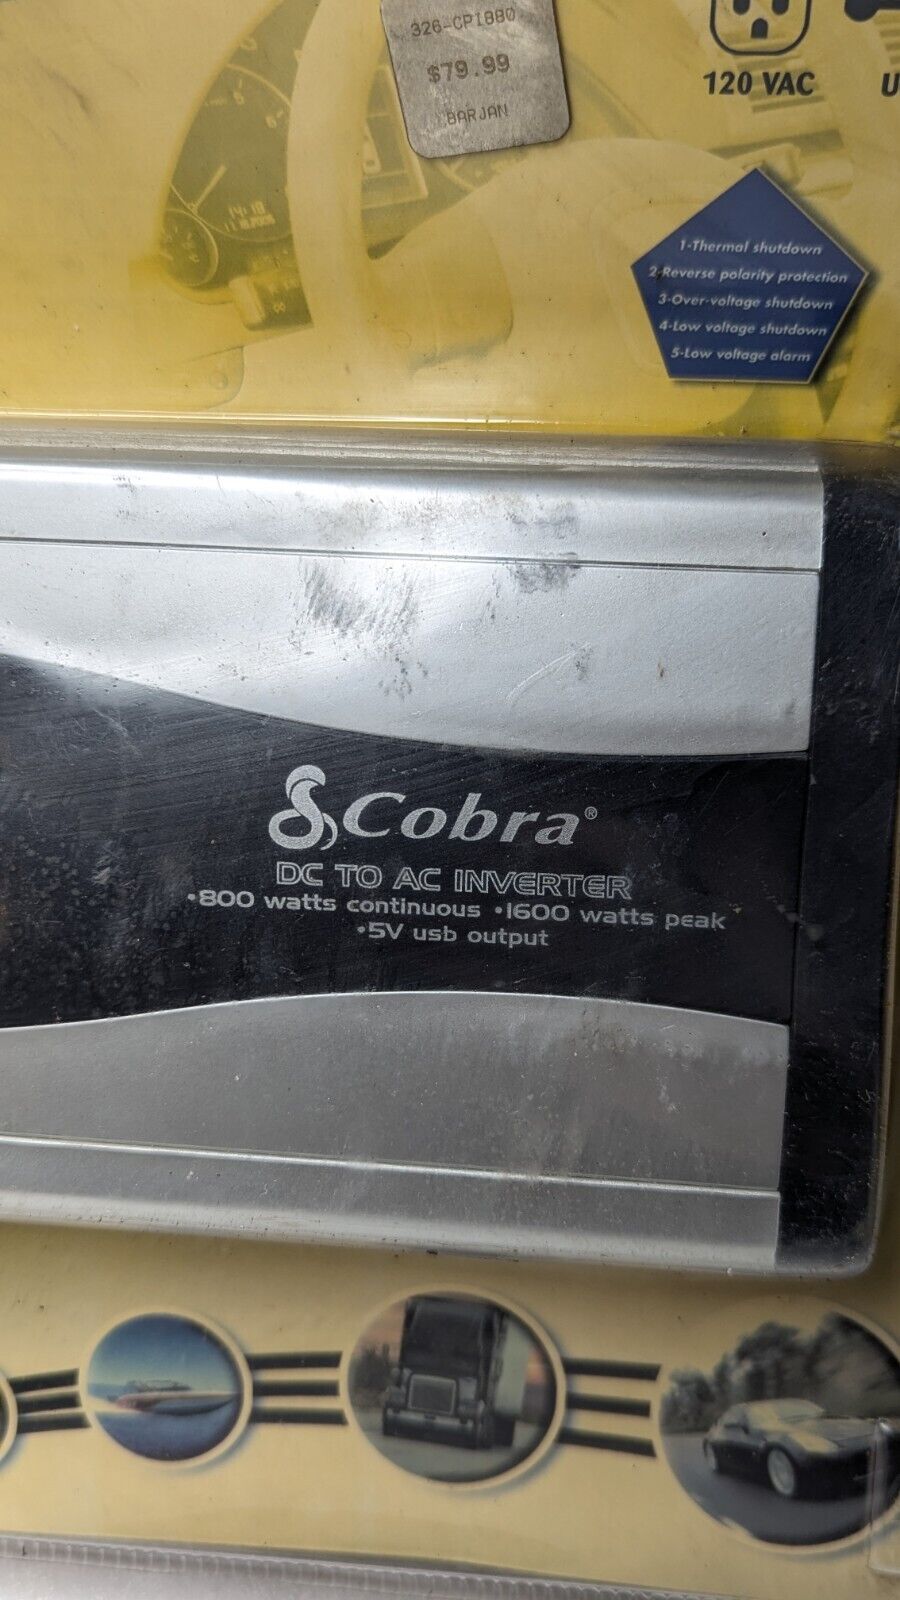 326-CPI880
$79.99
BARJAN
120 VAC
U
1-Thermal shutdown
2-Reverse polarity protection
3-Over-voltage shutdown
4-Low voltage shutdown
5-Low voltage alarm
14:18
Cobra®
DC TO AC INVERTER
•800 watts continuous •1600 watts peak
•5V usb output